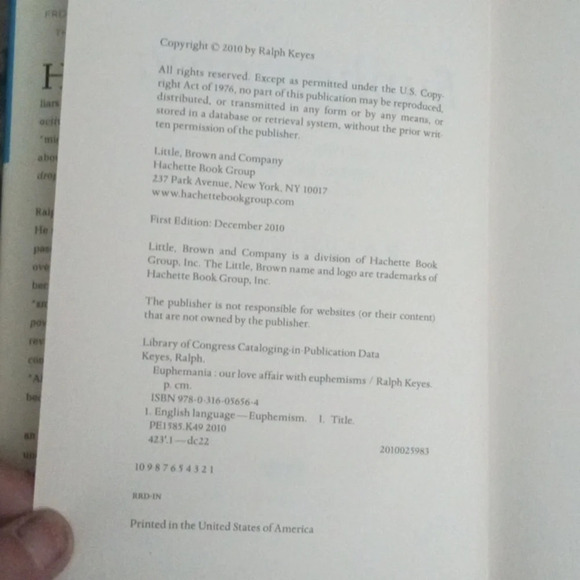 Copyright © 2010 by Ralph Keyes
All rights reserved. Except as permitted under the U.S. Copy-
right Act of 1976, no part of this publication may be reproduced,
distributed, or transmitted in any form or by any means, or
stored in a database or retrieval system, without the prior writ-
ten permission of the publisher.
Little, Brown and Company
Hachette Book Group
237 Park Avenue, New York, NY 10017
www.hachettebookgroup.com
First Edition: December 2010
Little, Brown and Company is a division of Hachette Book
Group, Inc. The Little, Brown name and logo are trademarks of
Hachette Book Group, Inc.
The publisher is not responsible for websites (or their content)
that are not owned by the publisher.
Library of Congress Cataloging-in-Publication Data
Keyes, Ralph.
Euphemania : our love affair with euphemisms / Ralph Keyes.
p. cm.
ISBN 978-0-316-05656-4
1. English language—Euphemism. I. Title.
PE1585.K49 2010
423'.1—dc22
2010025983
10 9 8 7 6 5 4 3 2 1
RRD-IN
Printed in the United States of America